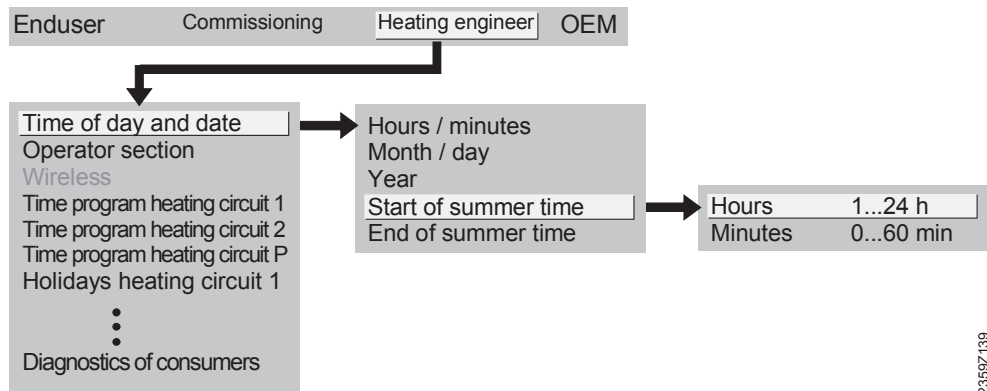 Enduser Commissioning Heating engineer OEM
Time of day and date
Operator section
Wireless
Time program heating circuit 1
Time program heating circuit 2
Time program heating circuit P
Holidays heating circuit 1
Diagnostics of consumers
Hours / minutes
Month / day
Year
Start of summer time
End of summer time
Hours 1...24 h
Minutes 0...60 min
2359Z139